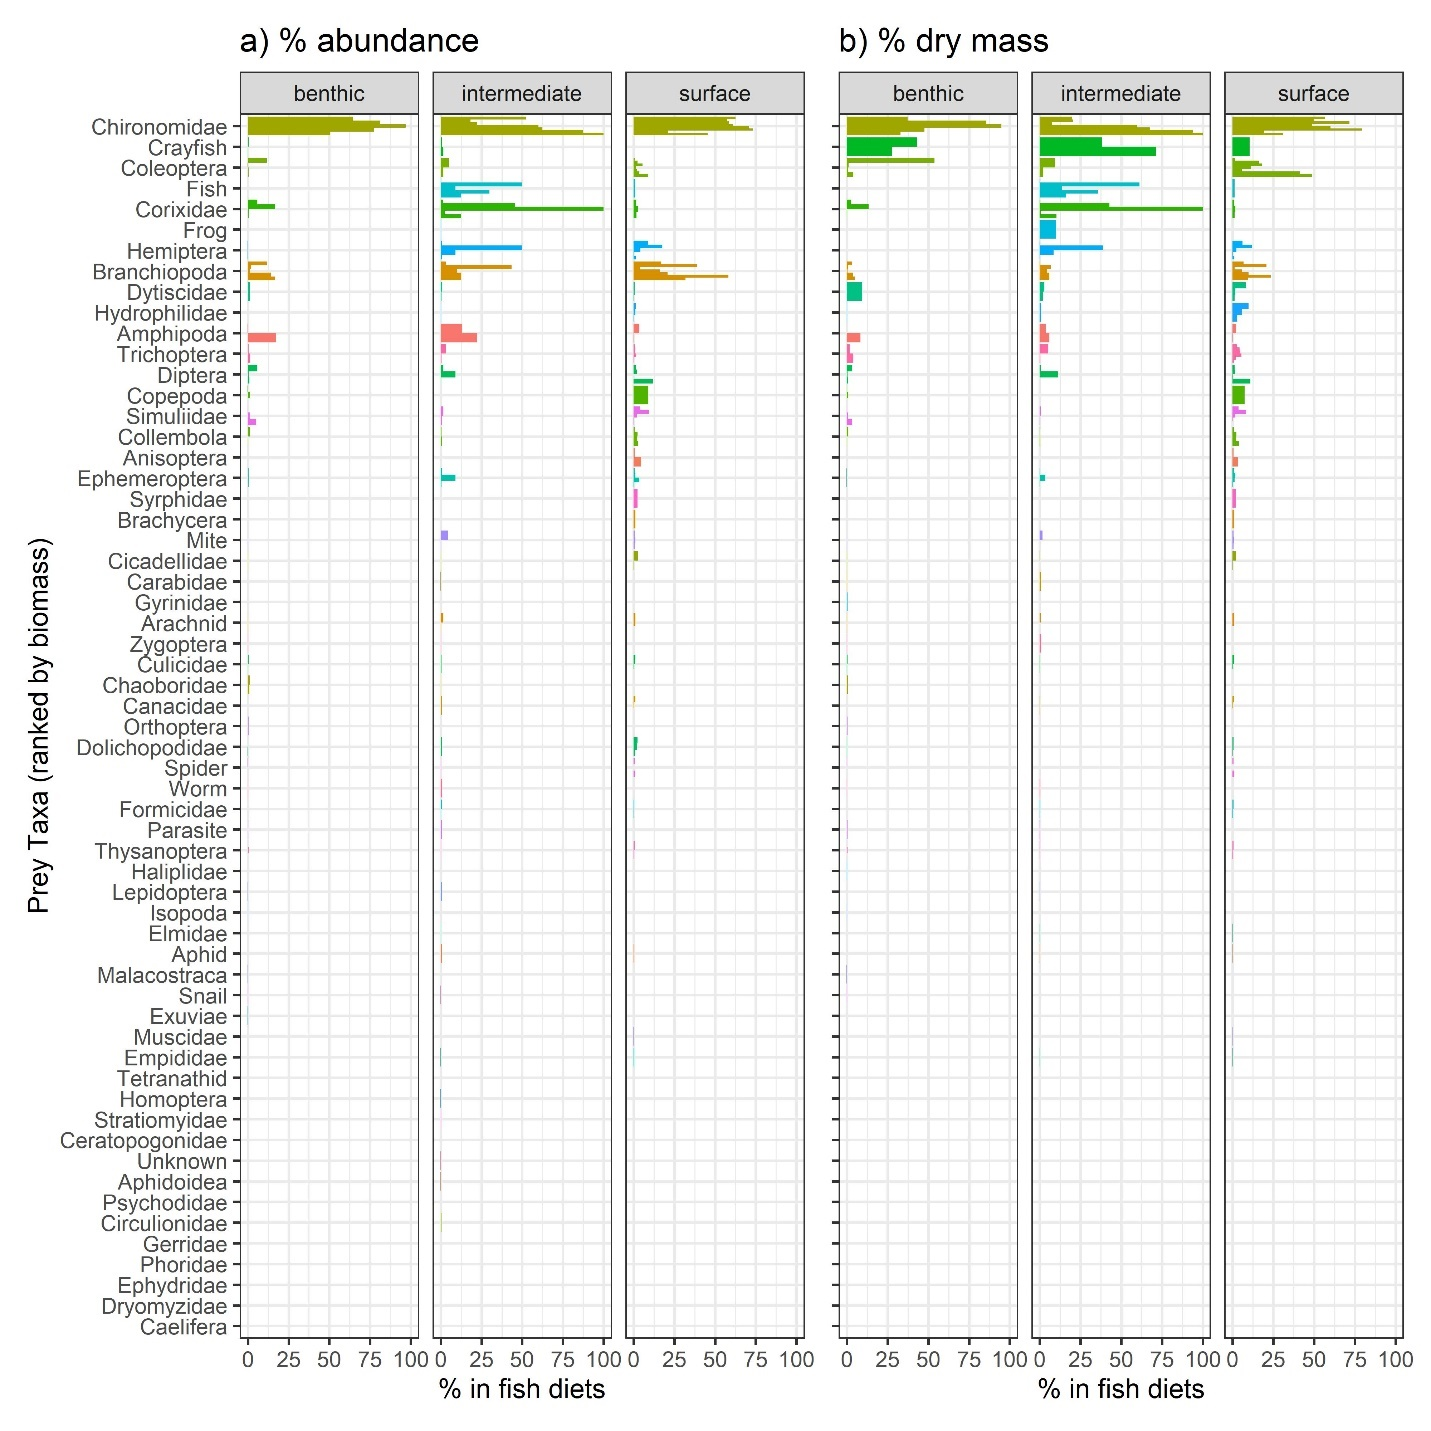 a) % abundance
b) % dry mass
benthic
intermediate
surface
benthic
intermediate
surface
Prey Taxa (ranked by biomass)
Chironomidae
Crayfish
Coleoptera
Fish
Corixidae
Frog
Hemiptera
Branchiopoda
Dytiscidae
Hydrophilidae
Amphipoda
Trichoptera
Diptera
Copepoda
Simuliidae
Collembola
Anisoptera
Ephemeroptera
Syrphidae
Brachycera
Mite
Cicadellidae
Carabidae
Gyrinidae
Arachnid
Zygoptera
Culicidae
Chaoboridae
Canacidae
Orthoptera
Dolichopodidae
Spider
Worm
Formicidae
Parasite
Thysanoptera
Haliplidae
Lepidoptera
Isopoda
Elmidae
Aphid
Malacostraca
Snail
Exuviae
Muscidae
Empididae
Tetranathid
Homoptera
Stratiomyidae
Ceratopogonidae
Unknown
Aphidoidea
Psychodidae
Circulionidae
Gerridae
Phoridae
Ephydridae
Dryomyzidae
Caelifera
0 25 50 75 100
0 25 50 75 100
0 25 50 75 100
0 25 50 75 100
0 25 50 75 100
0 25 50 75 100
% in fish diets
% in fish diets